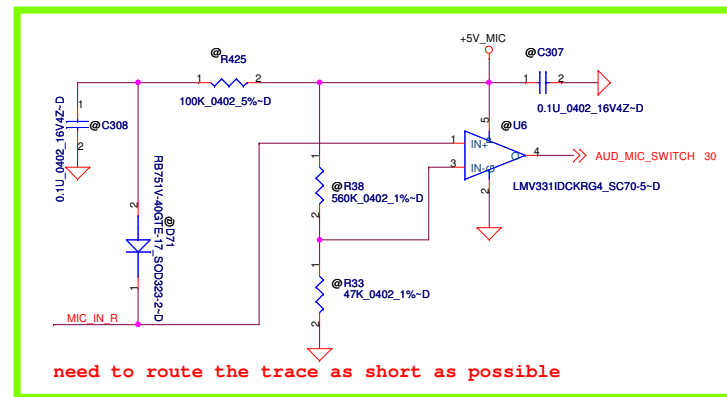 +5V_MIC
@R425
@C307
1 2
1 2
100K_0402_5%~D
0.1U_0402_16V4Z~D
1
@C308
2
0.1U_0402_16V4Z~D
5
@U6
1
IN+
3
IN-
O
4
AUD_MIC_SWITCH 30
P
G
2
LMV331IDCKRG4_SC70-5~D
1
@R38
560K_0402_1%~D
2
2
@D71
RB751V-40GTE-17_SOD323-2~D
1
1
@R33
47K_0402_1%~D
2
MIC_IN_R
need to route the trace as short as possible